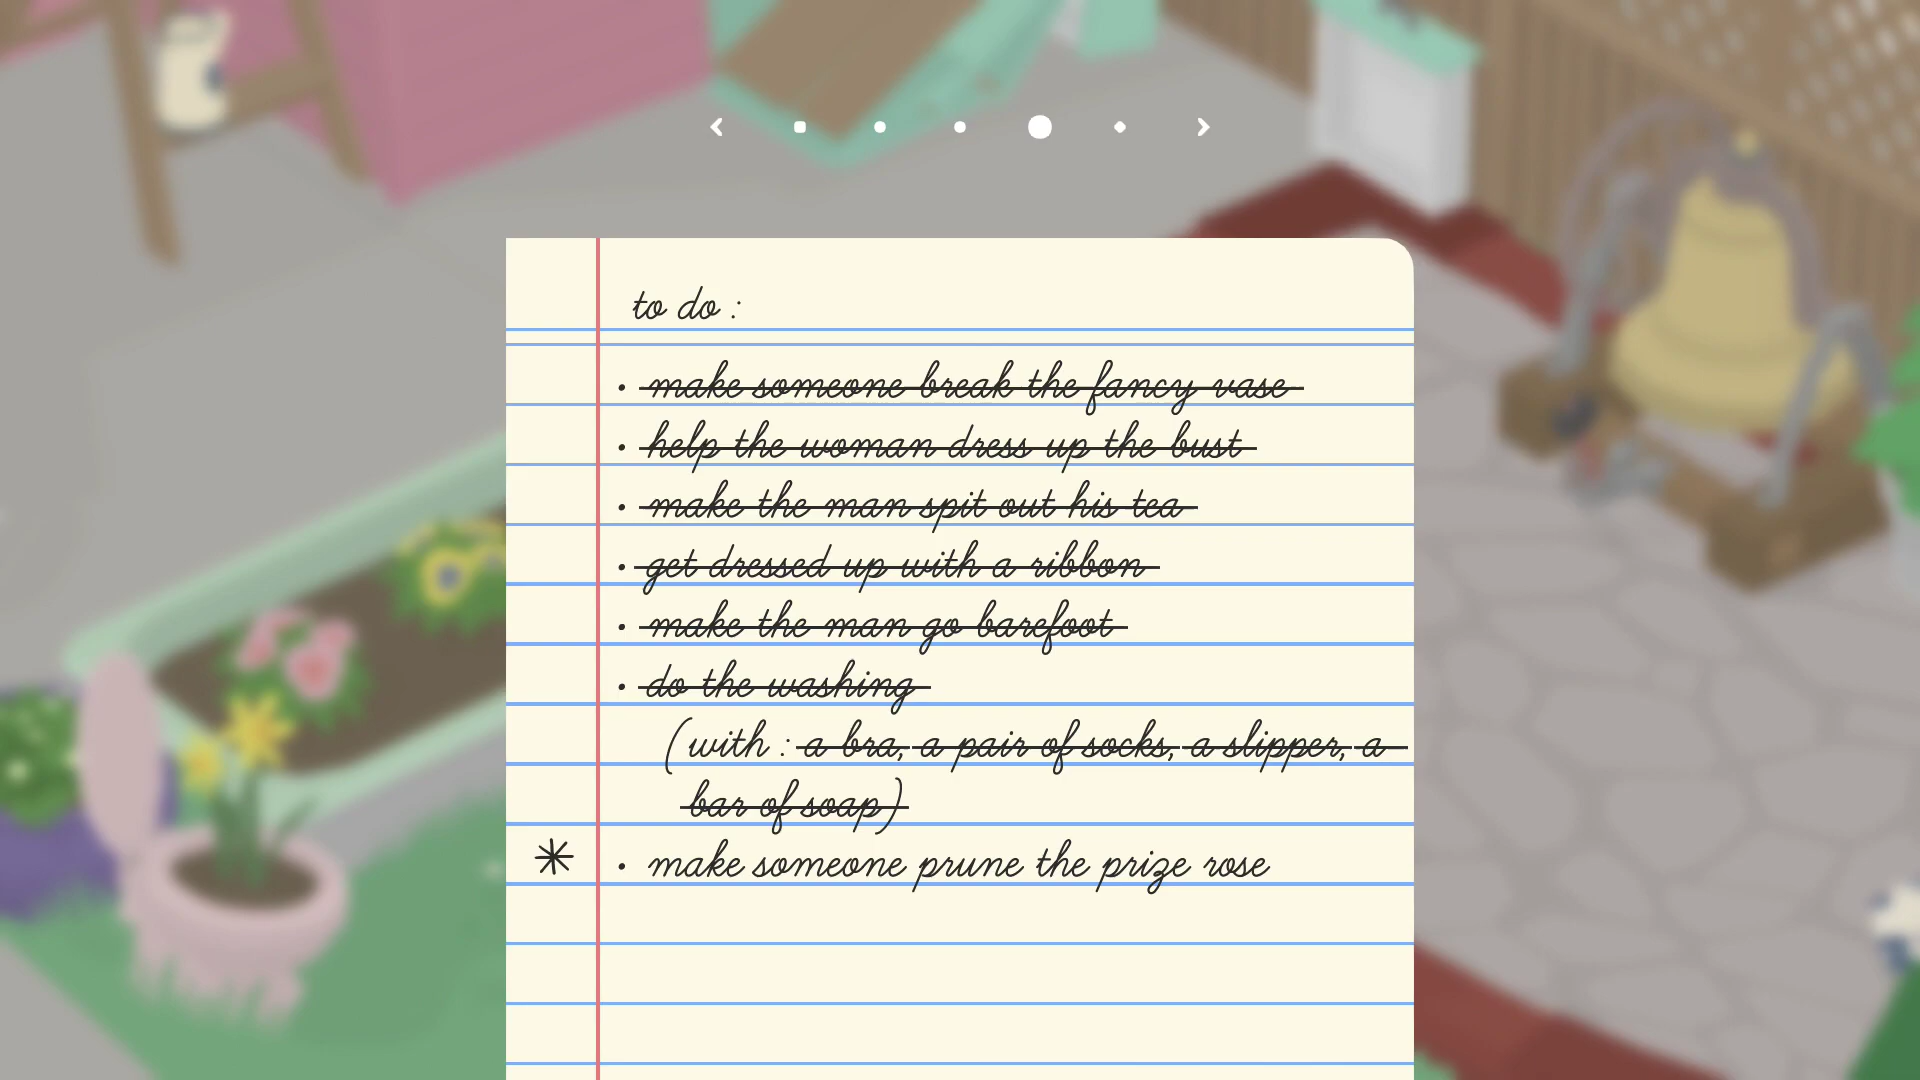 to do :
• make someone break the fancy vase
• help the woman dress up the bust
• make the man spit out his tea
• get dressed up with a ribbon
• make the man go barefoot
• do the washing
(with : a bra, a pair of socks, a slipper, a
bar of soap)
* • make someone prune the prize rose